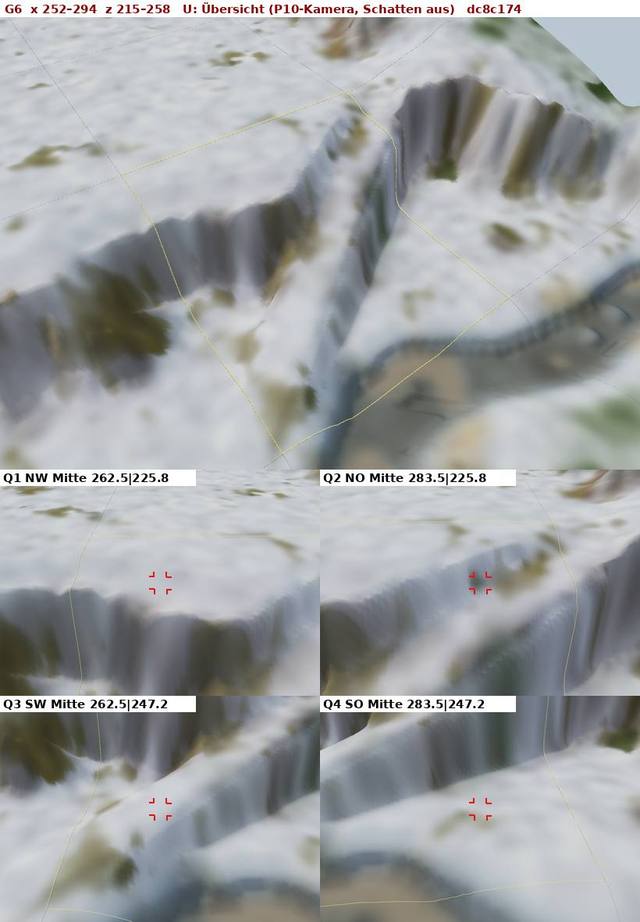 G6 x 252–294 z 215–258 U: Übersicht (P10-Kamera, Schatten aus) dc8c174
Q1 NW Mitte 262.5|225.8
Q2 NO Mitte 283.5|225.8
Q3 SW Mitte 262.5|247.2
Q4 SO Mitte 283.5|247.2